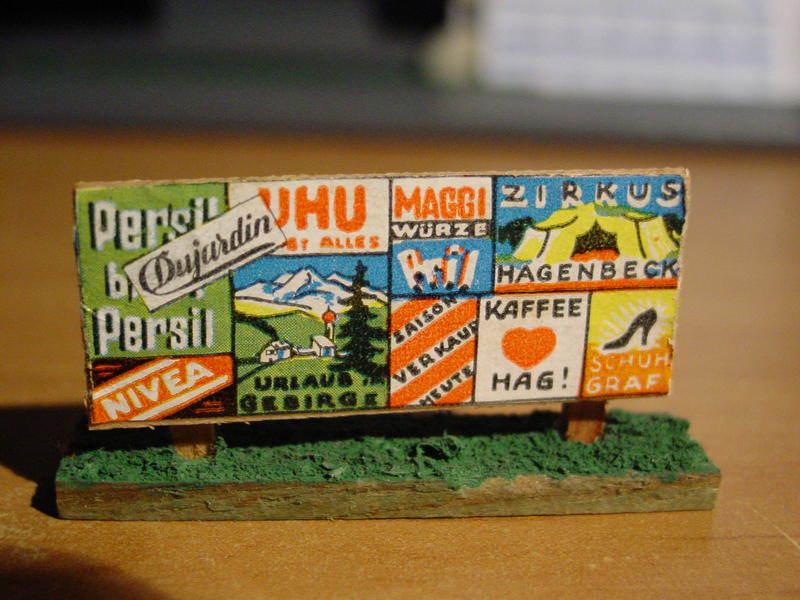 Persil
Persil
Dujardin
NIVEA
UHU
ALLES
URLAUB
GEBIRGE
MAGGI
WÜRZE
SAISON
VERKAUF
HEUTE
ZIRKUS
HAGENBECK
KAFFEE
HAG!
SCHUH
GRAF